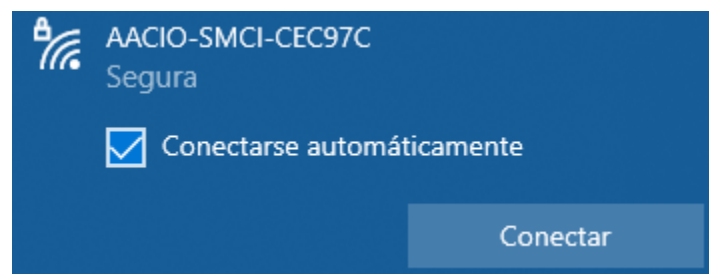 AACIO-SMCI-CEC97C
Segura
Conectarse automáticamente
Conectar